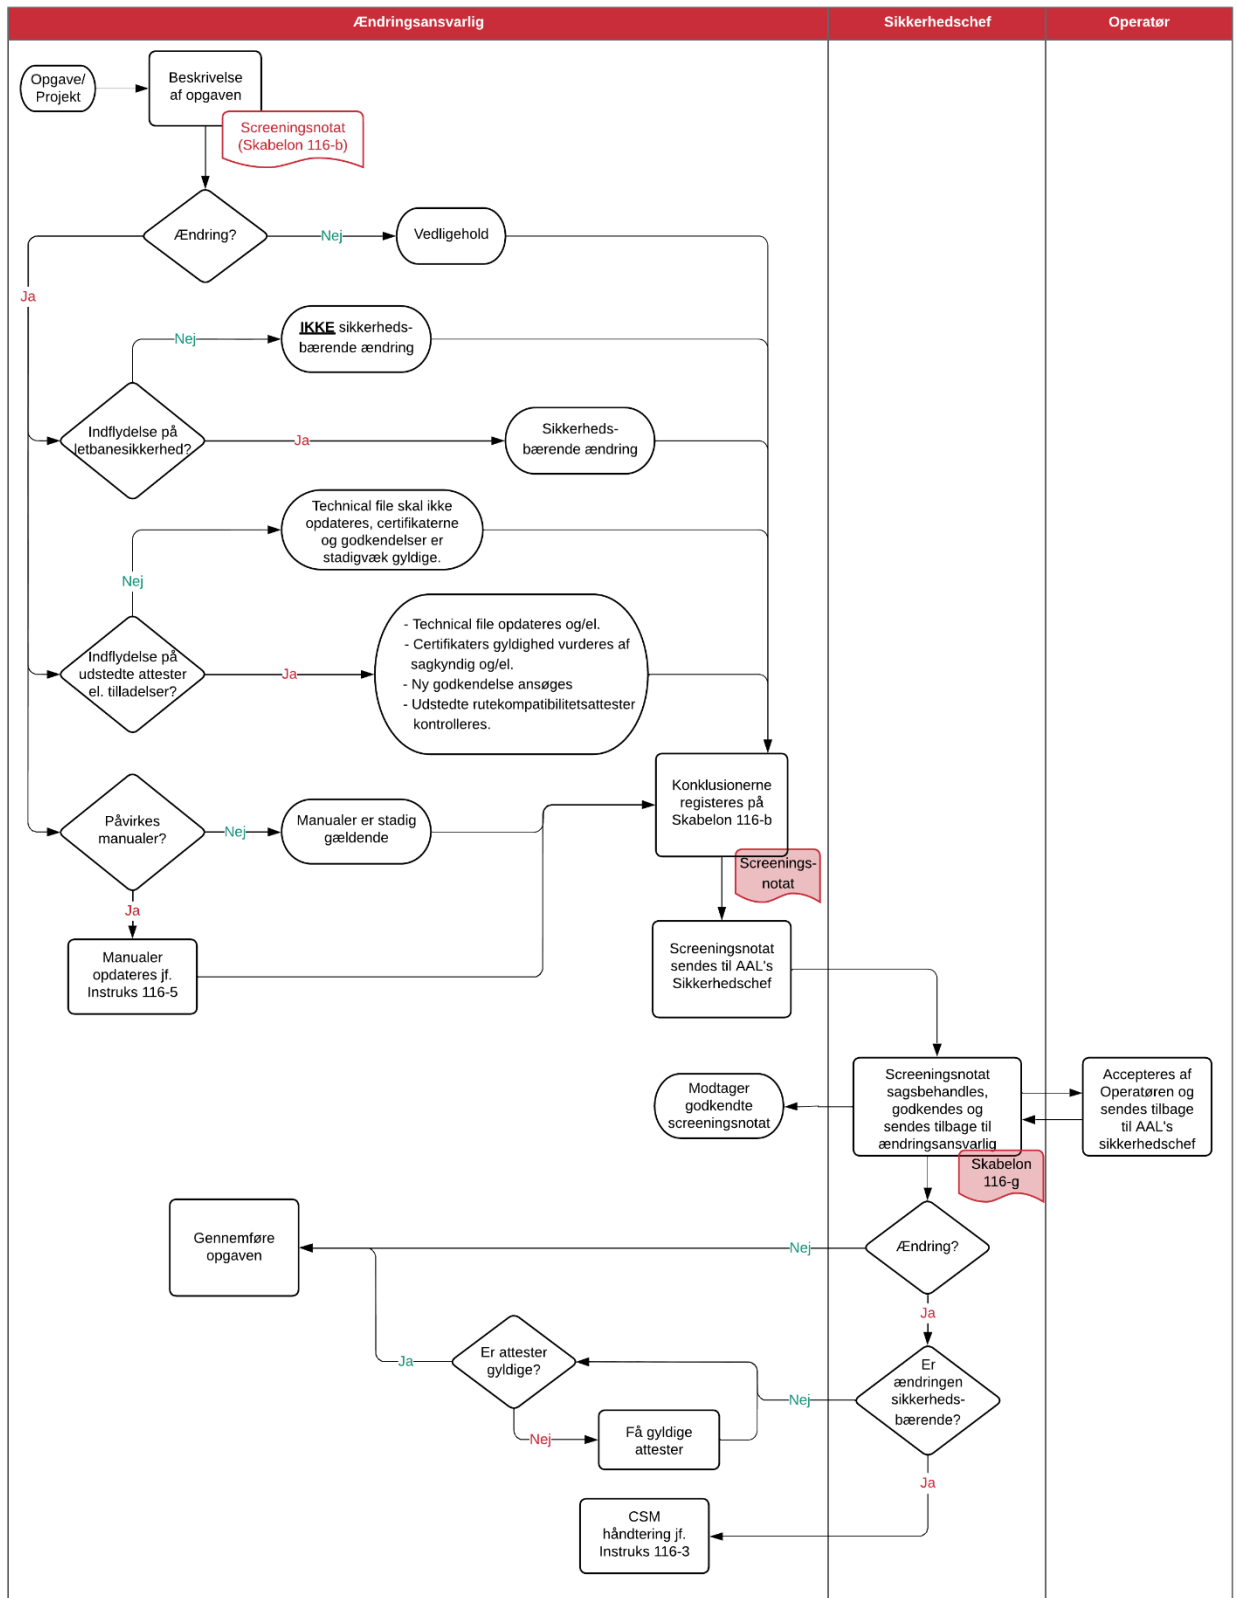 Ændringsansvarlig
Sikkerhedschef
Operatør
Opgave/
Projekt
Beskrivelse
af opgaven
Screeningsnotat
(Skabelon 116-b)
Ændring?
Nej
Vedligehold
Ja
Nej
IKKE sikkerheds-
bærende ændring
Indflydelse på
letbanesikkerhed?
Ja
Sikkerheds-
bærende ændring
Technical file skal ikke
opdateres, certifikaterne
og godkendelser er
stadigvæk gyldige.
Nej
Indflydelse på
udstedte attester
el. tilladelser?
Ja
- Technical file opdateres og/el.
- Certifikaters gyldighed vurderes af
sagkyndig og/el.
- Ny godkendelse ansøges
- Udstedte rutekompatibilitetsattester
kontrolleres.
Påvirkes
manualer?
Nej
Manualer er stadig
gældende
Konklusionerne
registeres på
Skabelon 116-b
Screenings-
notat
Ja
Manualer
opdateres jf.
Instruks 116-5
Screeningsnotat
sendes til AAL's
Sikkerhedschef
Modtager
godkendte
screeningsnotat
Screeningsnotat
sagsbehandles,
godkendes og
sendes tilbage til
ændringsansvarlig
Accepteres af
Operatøren og
sendes tilbage
til AAL's
sikkerhedschef
Skabelon
116-g
Gennemføre
opgaven
Nej
Ændring?
Ja
Er attester
gyldige?
Ja
Nej
Er
ændringen
sikkerheds-
bærende?
Nej
Få gyldige
attester
Ja
CSM
håndtering jf.
Instruks 116-3